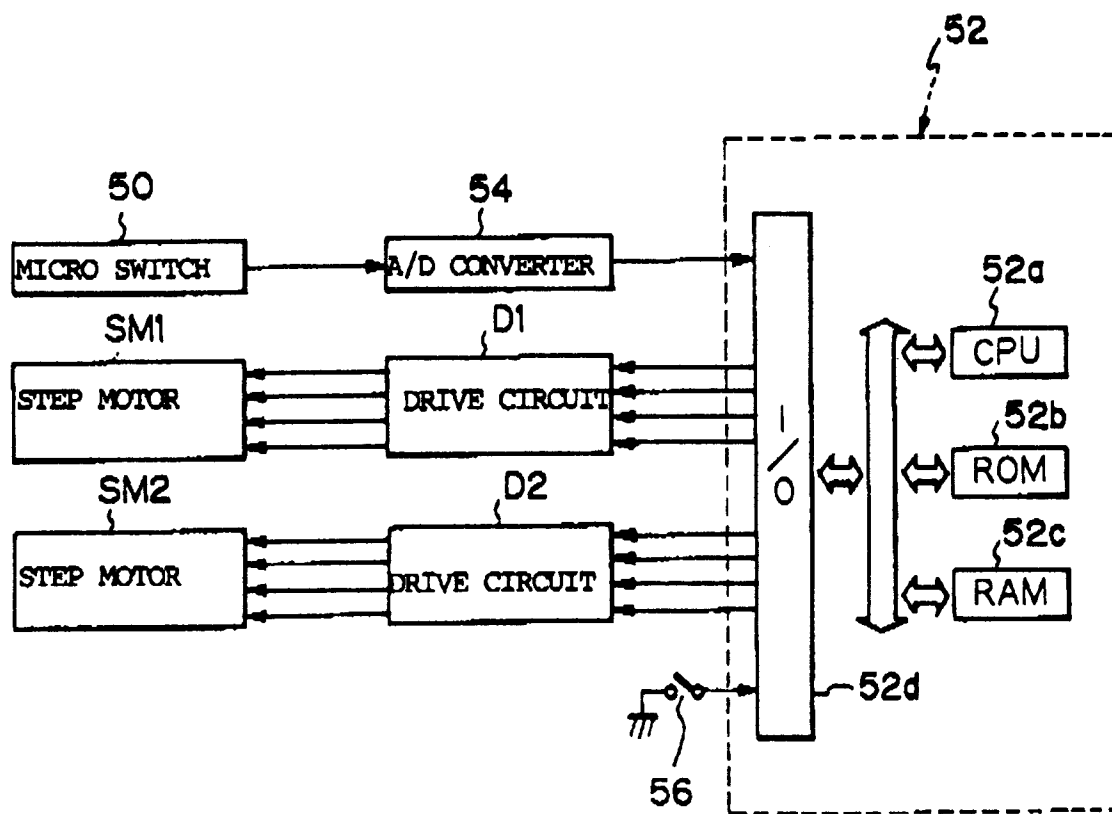 52
50
54
MICRO SWITCH
A/D CONVERTER
52a
CPU
SM1
D1
STEP MOTOR
DRIVE CIRCUIT
I/O
52b
ROM
SM2
D2
STEP MOTOR
DRIVE CIRCUIT
52c
RAM
52d
56